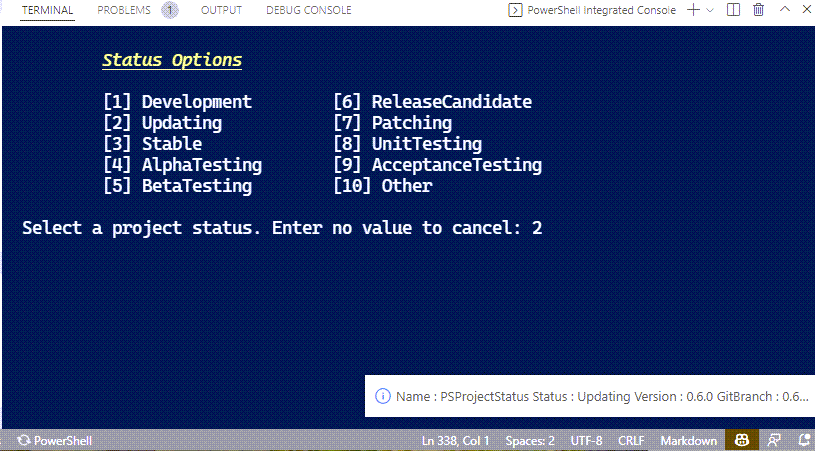 TERMINAL PROBLEMS 1 OUTPUT DEBUG CONSOLE PowerShell Integrated Console
Status Options
[1] Development [6] ReleaseCandidate
[2] Updating [7] Patching
[3] Stable [8] UnitTesting
[4] AlphaTesting [9] AcceptanceTesting
[5] BetaTesting [10] Other
Select a project status. Enter no value to cancel: 2
Name : PSProjectStatus Status : Updating Version : 0.6.0 GitBranch : 0.6...
PowerShell Ln 338, Col 1 Spaces: 2 UTF-8 CRLF Markdown